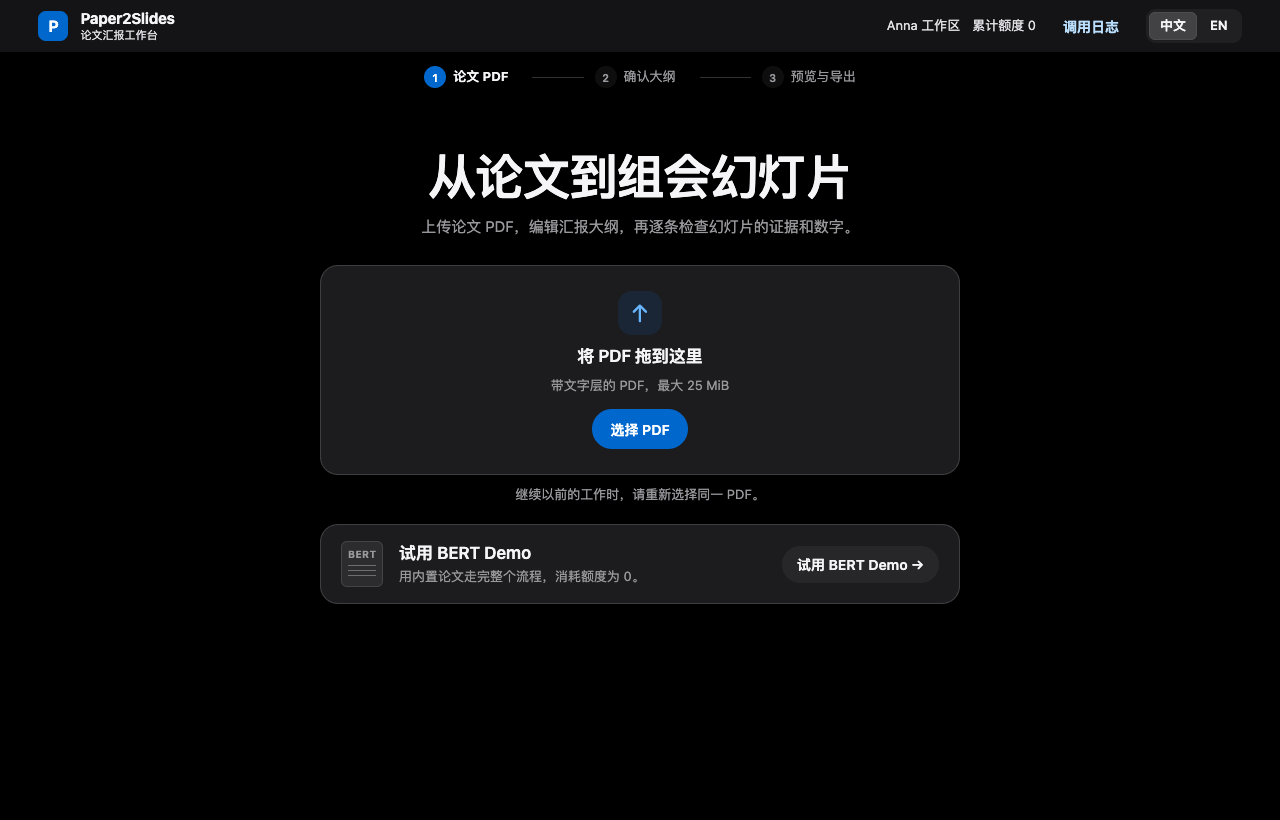 P
Paper2Slides
论文汇报工作台
Anna 工作区 累计额度 0 调用日志 中文 EN
1 论文 PDF 2 确认大纲 3 预览与导出
从论文到组会幻灯片
上传论文 PDF，编辑汇报大纲，再逐条检查幻灯片的证据和数字。
将 PDF 拖到这里
带文字层的 PDF，最大 25 MiB
选择 PDF
继续以前的工作时，请重新选择同一 PDF。
BERT
试用 BERT Demo
用内置论文走完整个流程，消耗额度为 0。
试用 BERT Demo →